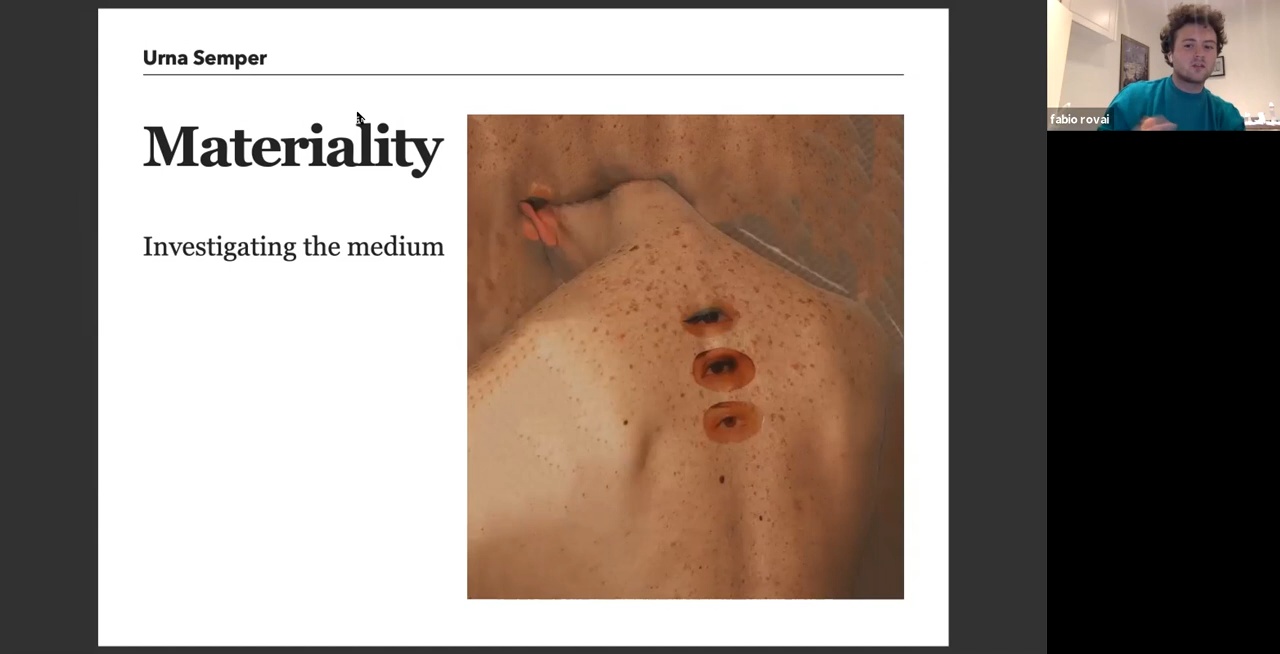 Urna Semper
Materiality
Investigating the medium
fabio rovai